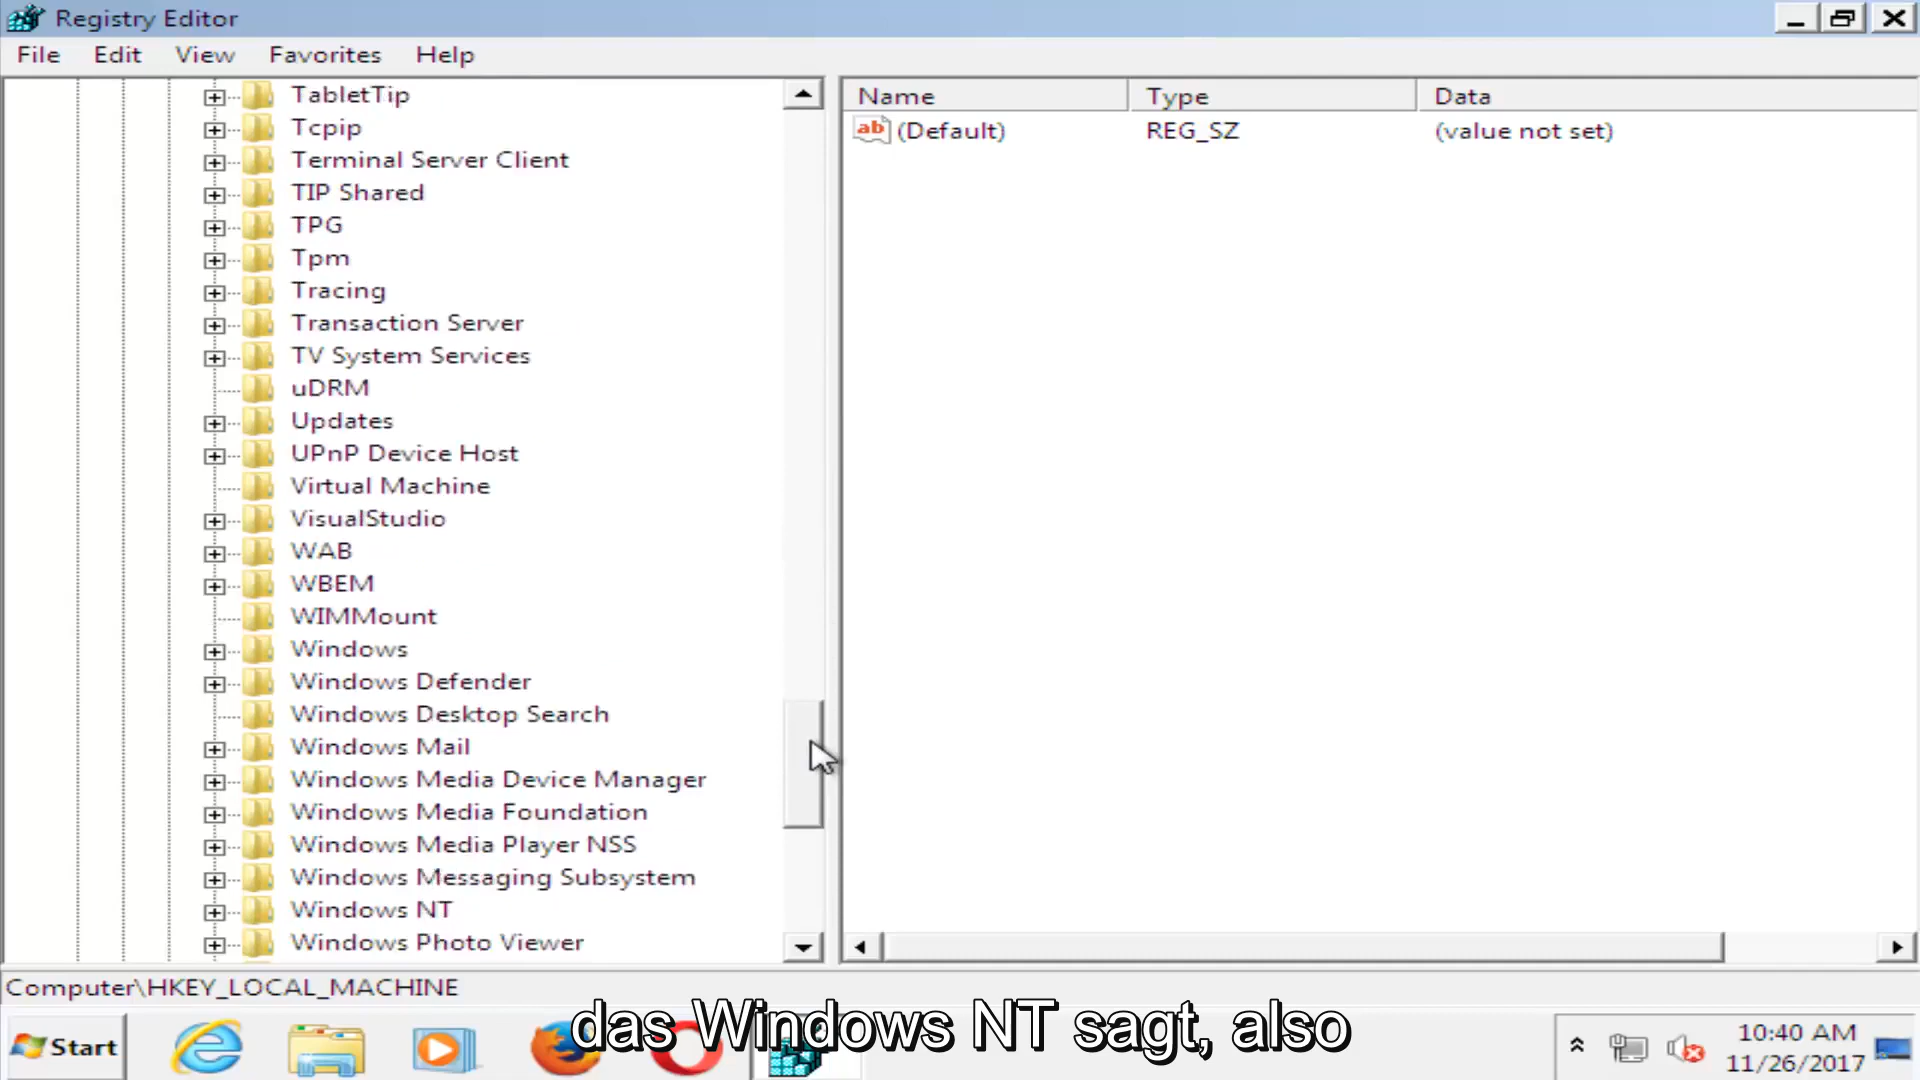 Registry Editor
File Edit View Favorites Help
TabletTip
Tcpip
Terminal Server Client
TIP Shared
TPG
Tpm
Tracing
Transaction Server
TV System Services
uDRM
Updates
UPnP Device Host
Virtual Machine
VisualStudio
WAB
WBEM
WIMMount
Windows
Windows Defender
Windows Desktop Search
Windows Mail
Windows Media Device Manager
Windows Media Foundation
Windows Media Player NSS
Windows Messaging Subsystem
Windows NT
Windows Photo Viewer
Name Type Data
ab (Default) REG_SZ (value not set)
Computer\HKEY_LOCAL_MACHINE
das Windows NT sagt, also
Start
10:40 AM
11/26/2017